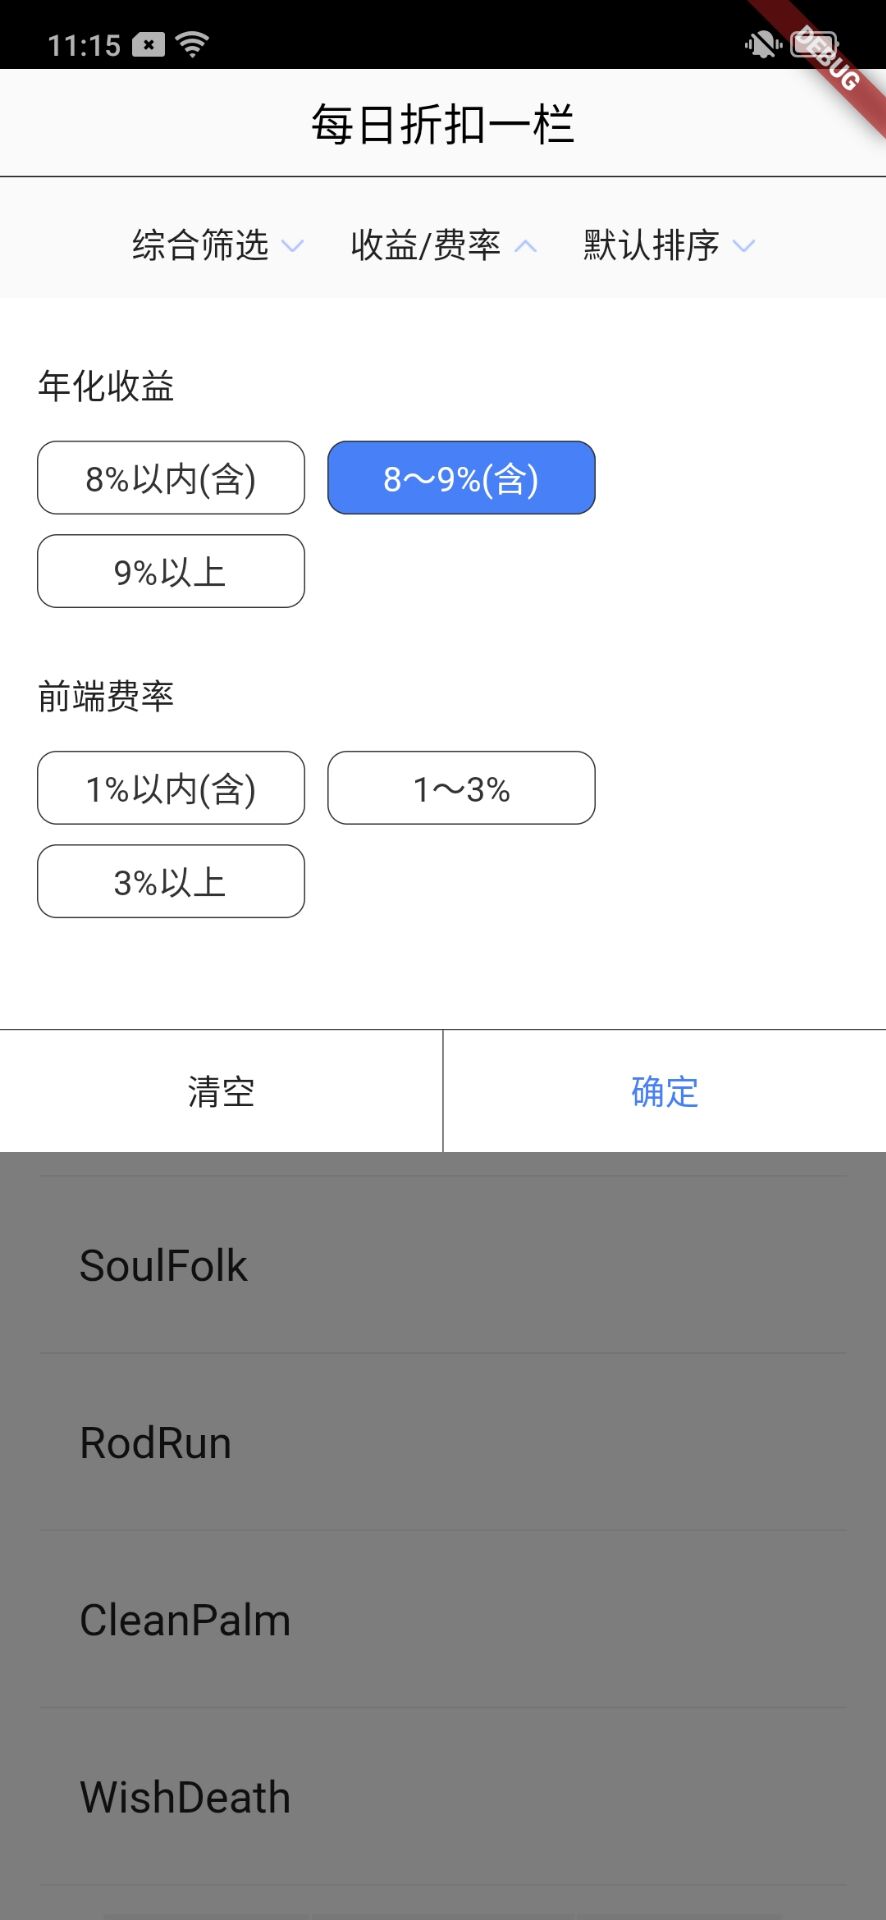 11:15
DEBUG
每日折扣一栏
综合筛选 收益/费率 默认排序
年化收益
8%以内(含) 8～9%(含)
9%以上
前端费率
1%以内(含) 1～3%
3%以上
清空 确定
SoulFolk
RodRun
CleanPalm
WishDeath